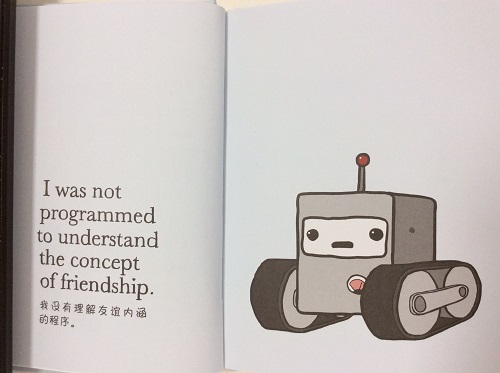 I was not
programmed
to understand
the concept
of friendship.
我没有理解友谊内涵
的程序。